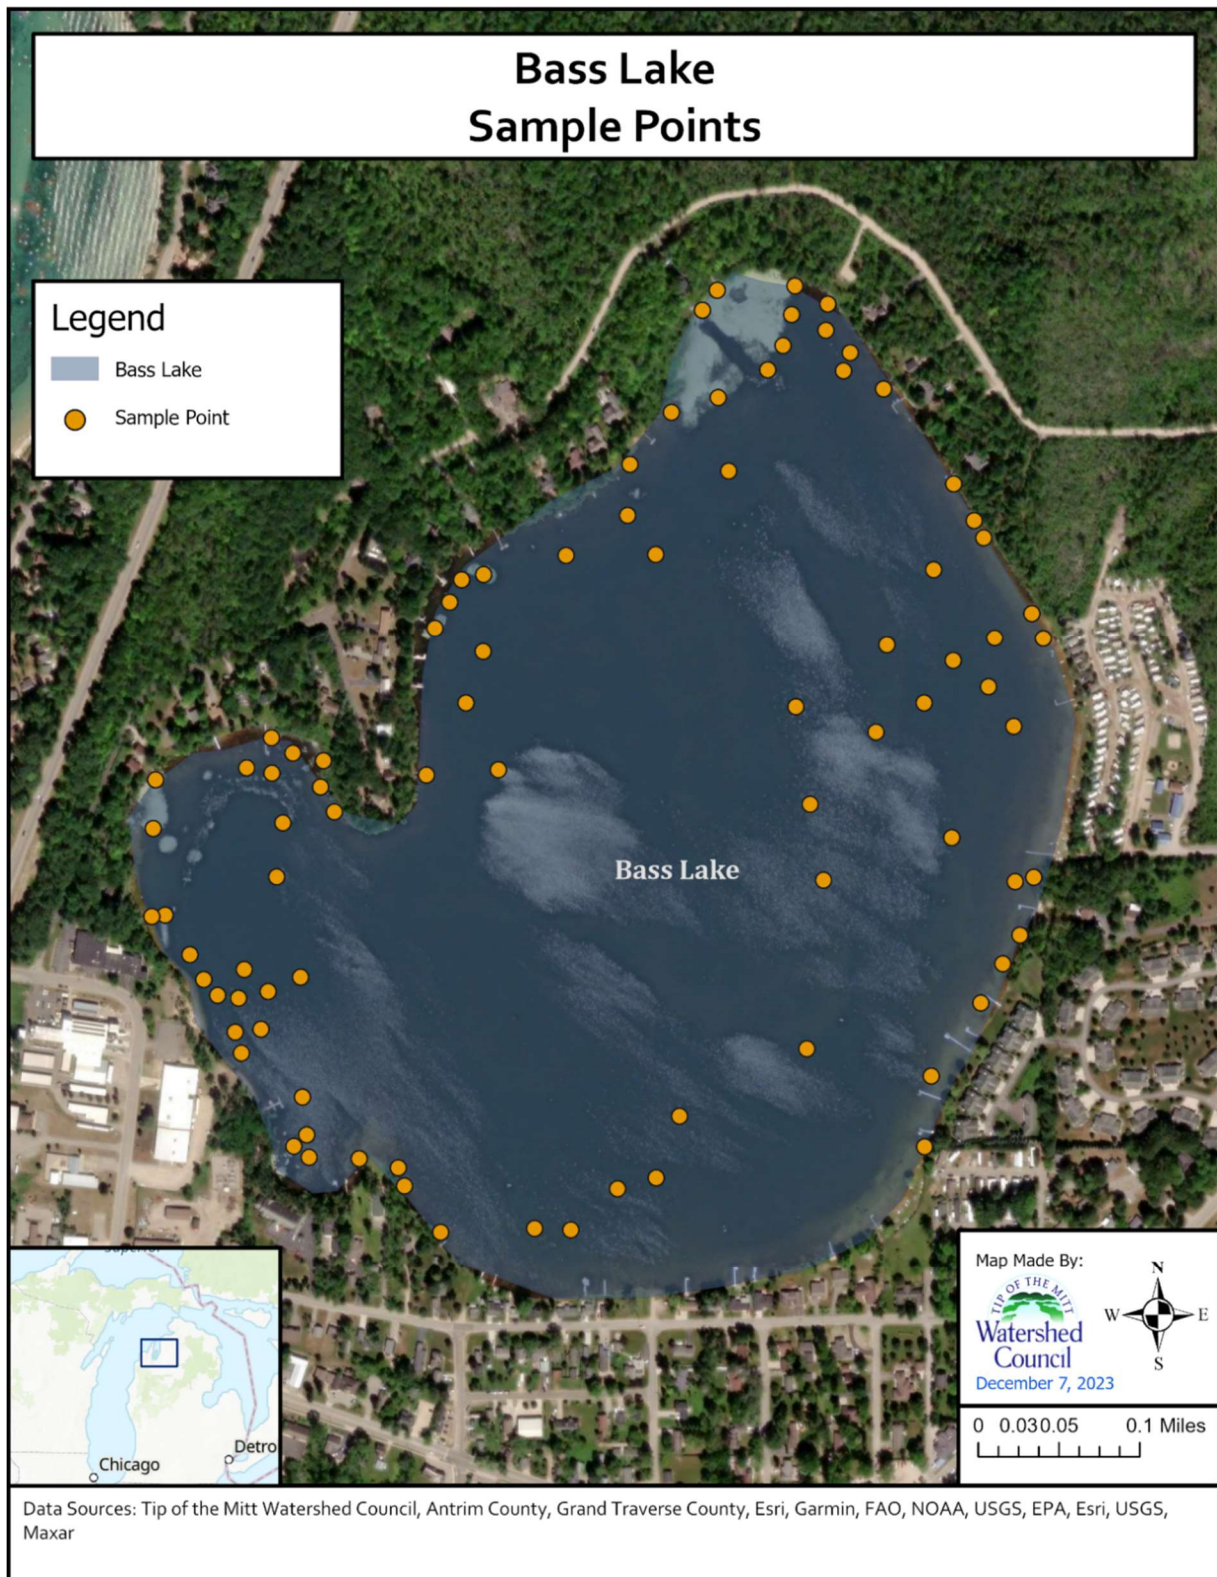 Bass Lake
Sample Points
Legend
Bass Lake
Sample Point
Bass Lake
Map Made By:
TIP OF THE MITT
Watershed
Council
December 7, 2023
N
W E
S
0 0.030.05 0.1 Miles
Superior
Chicago
Detro
Data Sources: Tip of the Mitt Watershed Council, Antrim County, Grand Traverse County, Esri, Garmin, FAO, NOAA, USGS, EPA, Esri, USGS,
Maxar